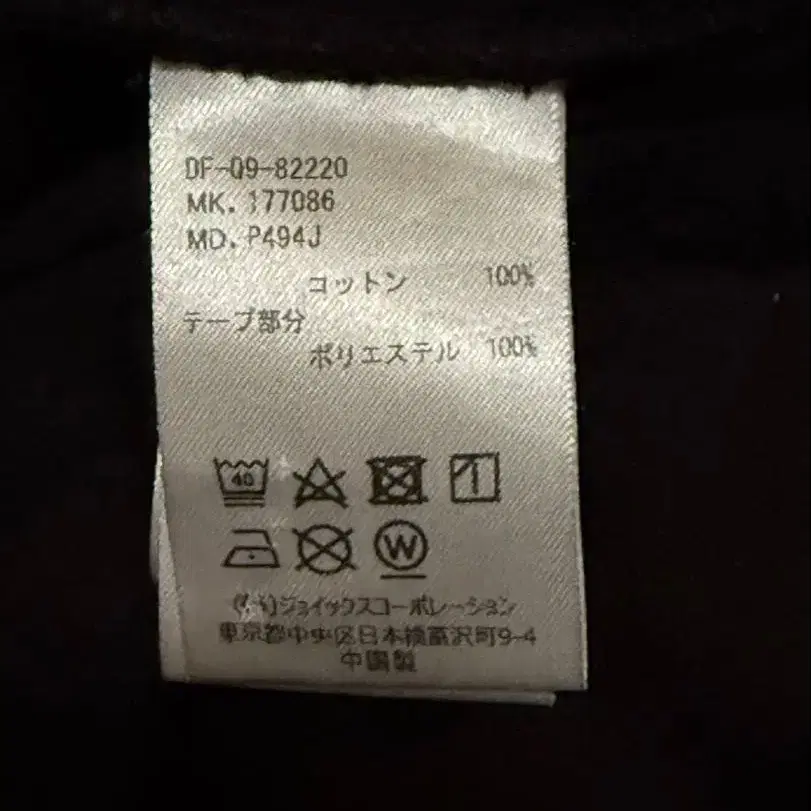 DF-09-82220
MK. 177086
MD. P494J
コットン 100%
テープ部分
ポリエステル 100%
40
W
(株)ジョイックスコーポレーション
東京都中央区日本橋富沢町9-4
中国製